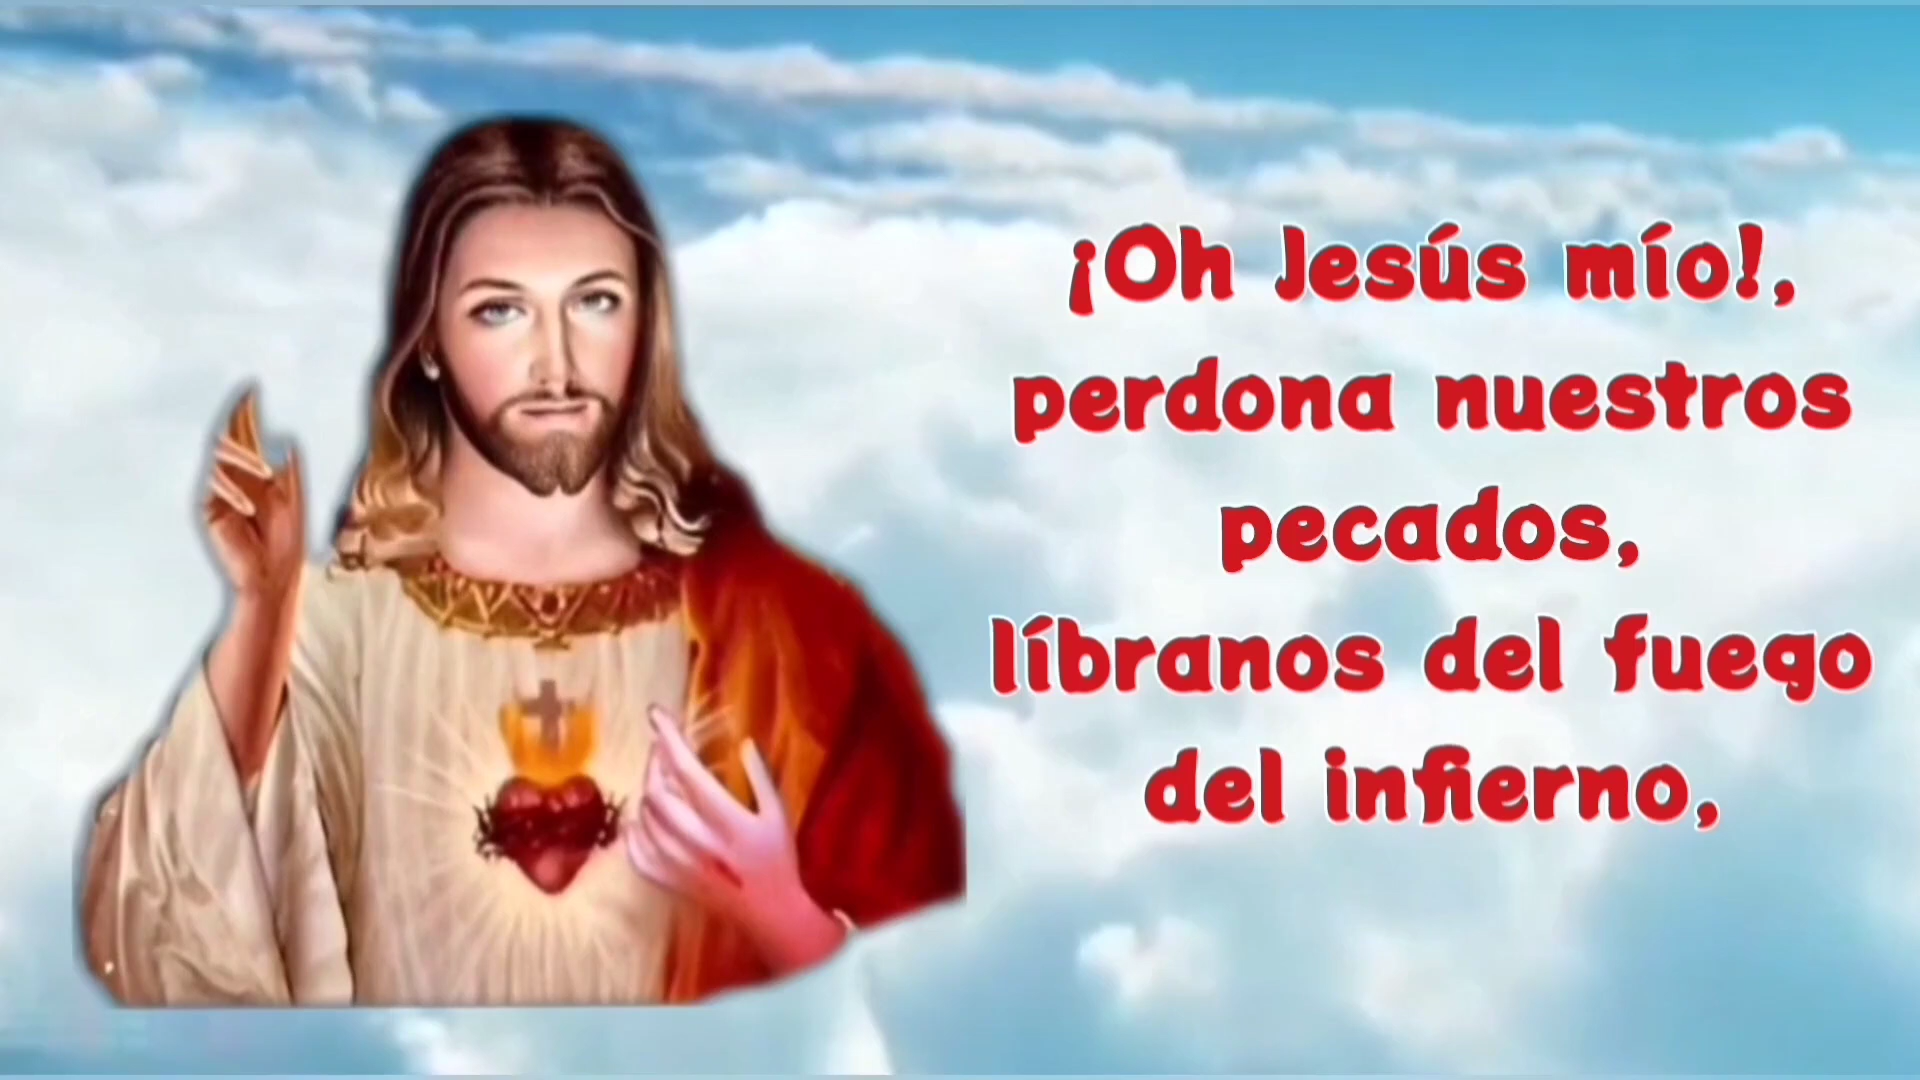 ¡Oh Jesús mío!,
perdona nuestros
pecados,
líbranos del fuego
del infierno,